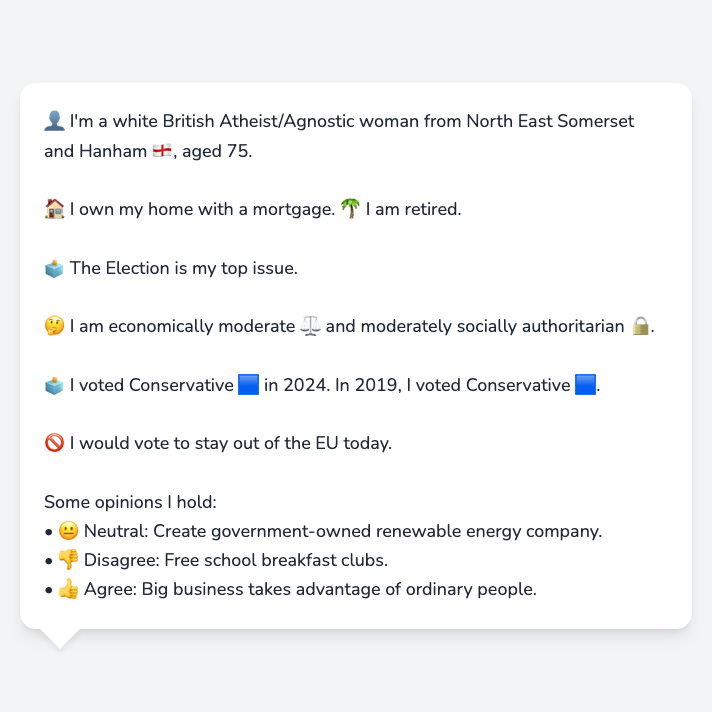 👤 I'm a white British Atheist/Agnostic woman from North East Somerset
and Hanham 🏴󠁧󠁢󠁥󠁮󠁧󠁿, aged 75.
🏠 I own my home with a mortgage. 🌴 I am retired.
🗳️ The Election is my top issue.
🤔 I am economically moderate ⚖️ and moderately socially authoritarian 🔒.
🗳️ I voted Conservative 🟦 in 2024. In 2019, I voted Conservative 🟦.
🚫 I would vote to stay out of the EU today.
Some opinions I hold:
• 😐 Neutral: Create government-owned renewable energy company.
• 👎 Disagree: Free school breakfast clubs.
• 👍 Agree: Big business takes advantage of ordinary people.